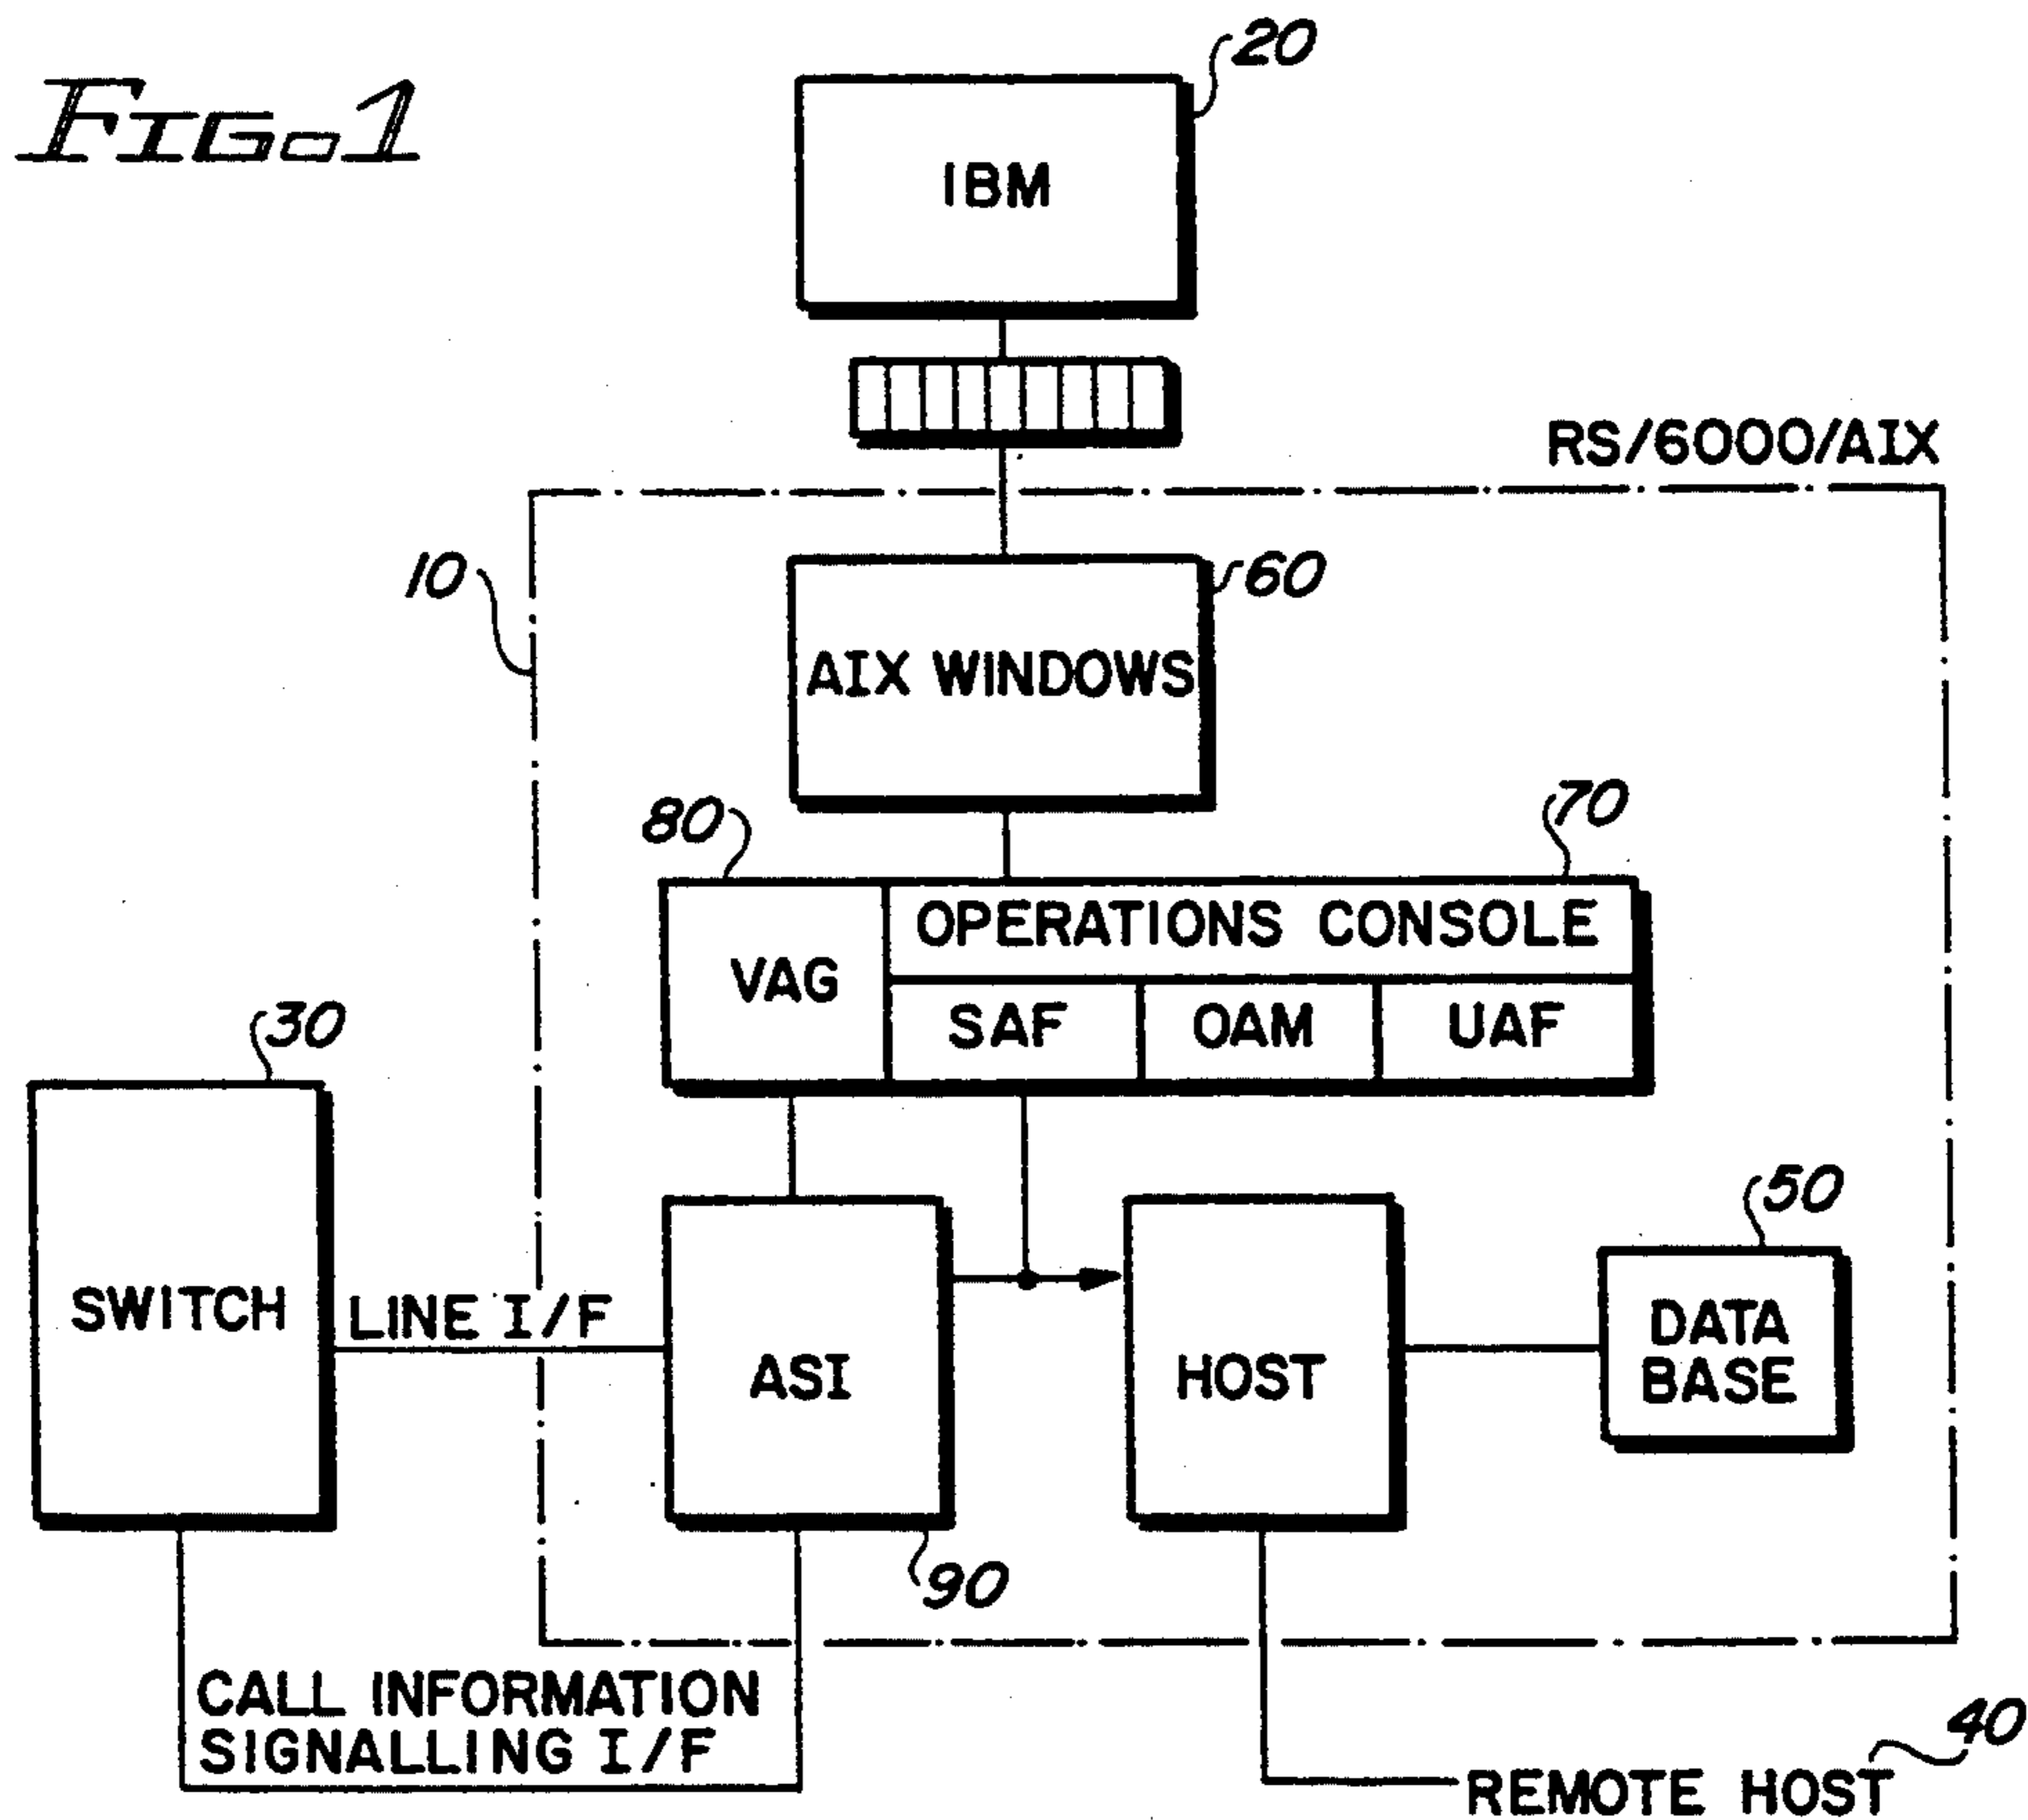 FIG. 1
20
IBM
RS/6000/AIX
10
60
AIX WINDOWS
80
70
VAG
OPERATIONS CONSOLE
SAF OAM UAF
30
50
SWITCH
LINE I/F
ASI
HOST
DATA
BASE
90
CALL INFORMATION
SIGNALLING I/F
40
REMOTE HOST